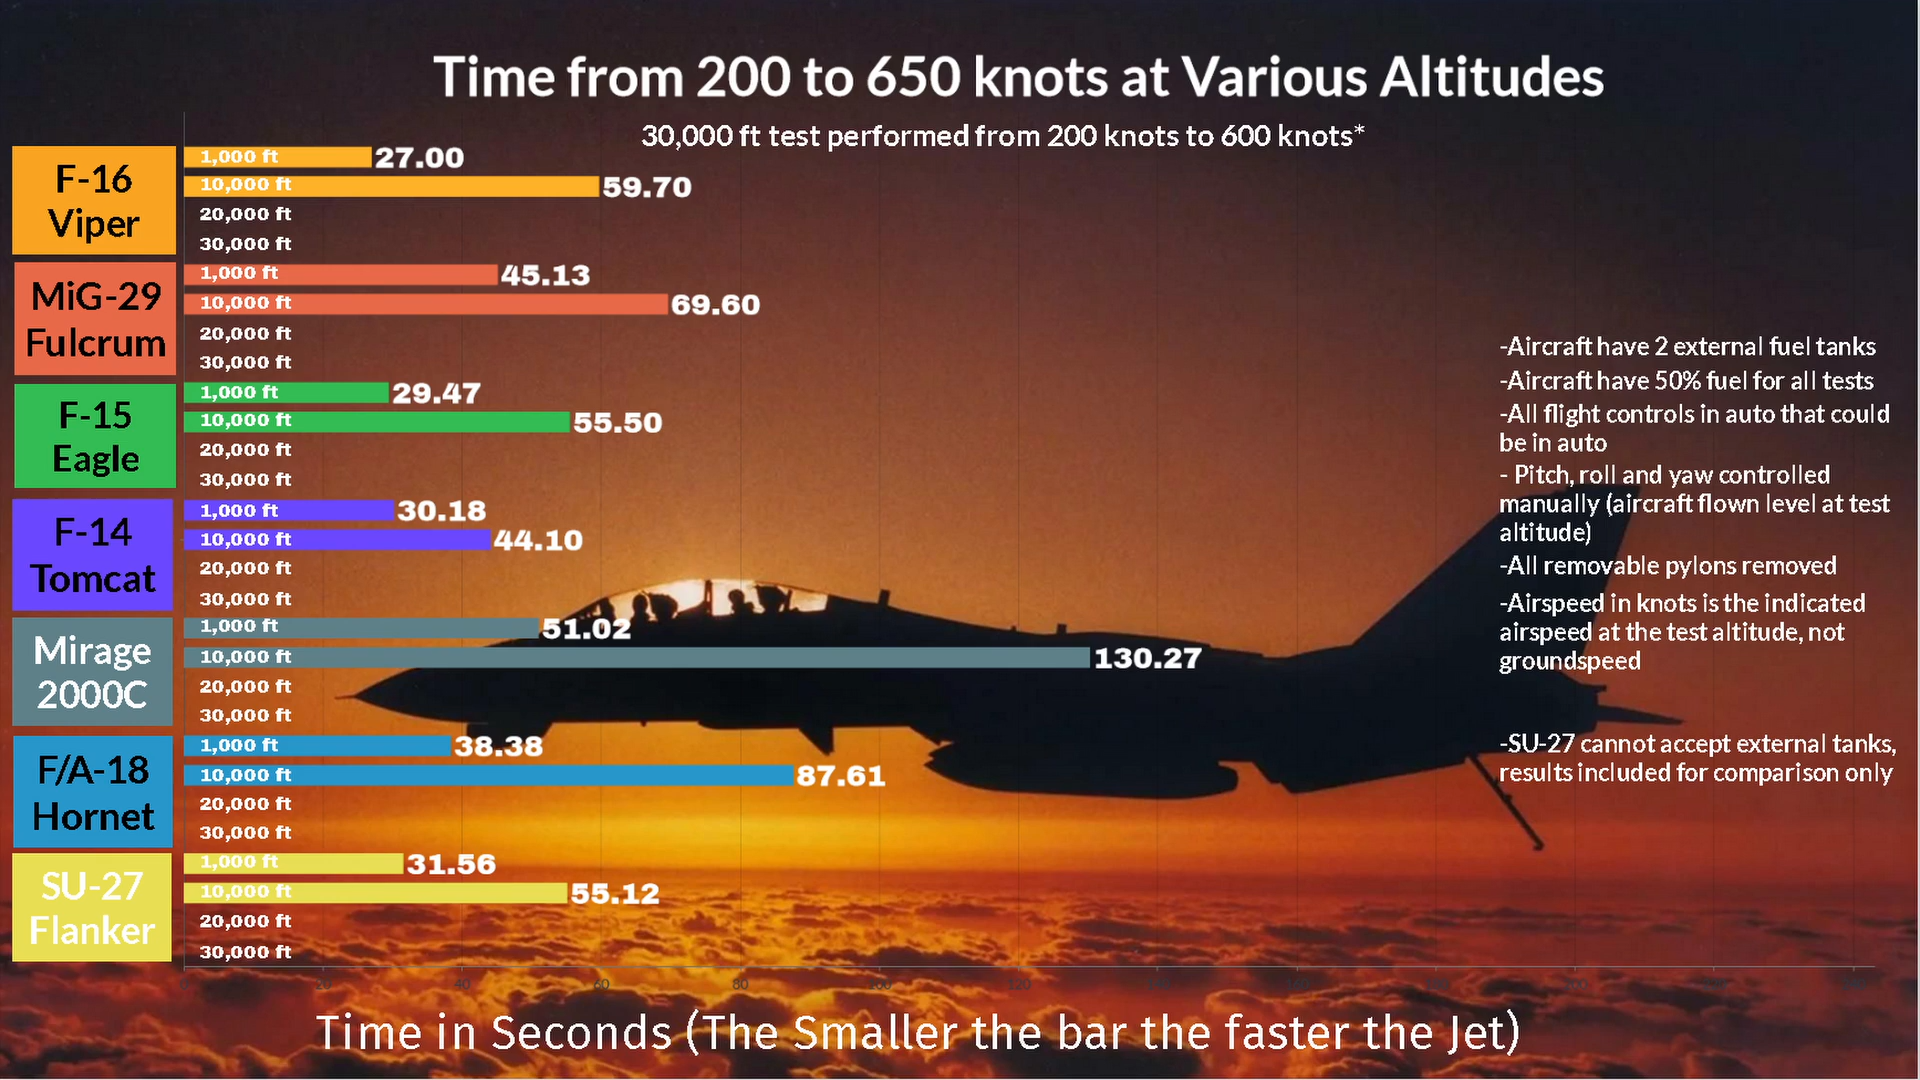 Time from 200 to 650 knots at Various Altitudes
30,000 ft test performed from 200 knots to 600 knots*
F-16
Viper
1,000 ft 27.00
10,000 ft 59.70
20,000 ft
30,000 ft
MiG-29
Fulcrum
1,000 ft 45.13
10,000 ft 69.60
20,000 ft
30,000 ft
F-15
Eagle
1,000 ft 29.47
10,000 ft 55.50
20,000 ft
30,000 ft
F-14
Tomcat
1,000 ft 30.18
10,000 ft 44.10
20,000 ft
30,000 ft
Mirage
2000C
1,000 ft 51.02
10,000 ft 130.27
20,000 ft
30,000 ft
F/A-18
Hornet
1,000 ft 38.38
10,000 ft 87.61
20,000 ft
30,000 ft
SU-27
Flanker
1,000 ft 31.56
10,000 ft 55.12
20,000 ft
30,000 ft
-Aircraft have 2 external fuel tanks
-Aircraft have 50% fuel for all tests
-All flight controls in auto that could
be in auto
- Pitch, roll and yaw controlled
manually (aircraft flown level at test
altitude)
-All removable pylons removed
-Airspeed in knots is the indicated
airspeed at the test altitude, not
groundspeed
-SU-27 cannot accept external tanks,
results included for comparison only
20 40 60 80 100 120
Time in Seconds (The Smaller the bar the faster the Jet)